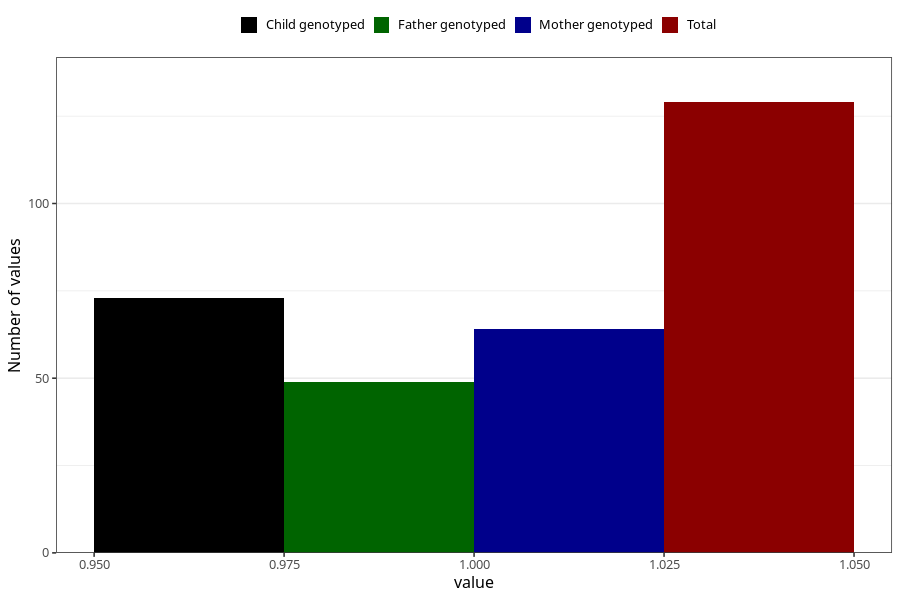 Child genotyped Father genotyped Mother genotyped Total
Number of values
100
50
0
0.950 0.975 1.000 1.025 1.050
value